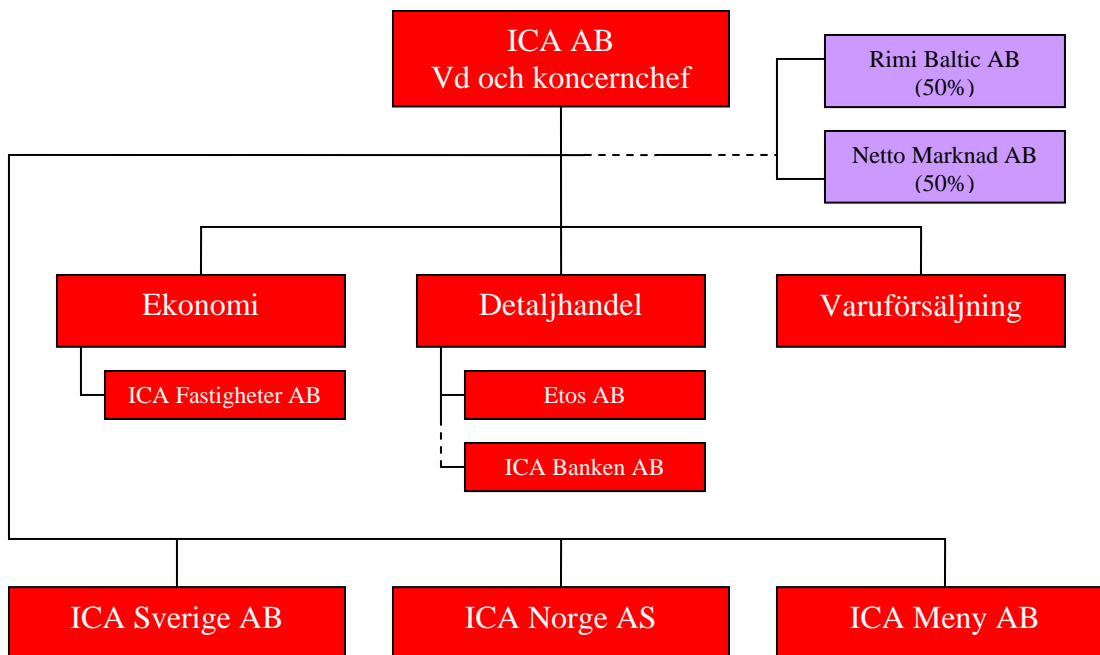 ICA AB
Vd och koncernchef
Rimi Baltic AB
(50%)
Netto Marknad AB
(50%)
Ekonomi
Detaljhandel
Varuförsäljning
ICA Fastigheter AB
Etos AB
ICA Banken AB
ICA Sverige AB
ICA Norge AS
ICA Meny AB